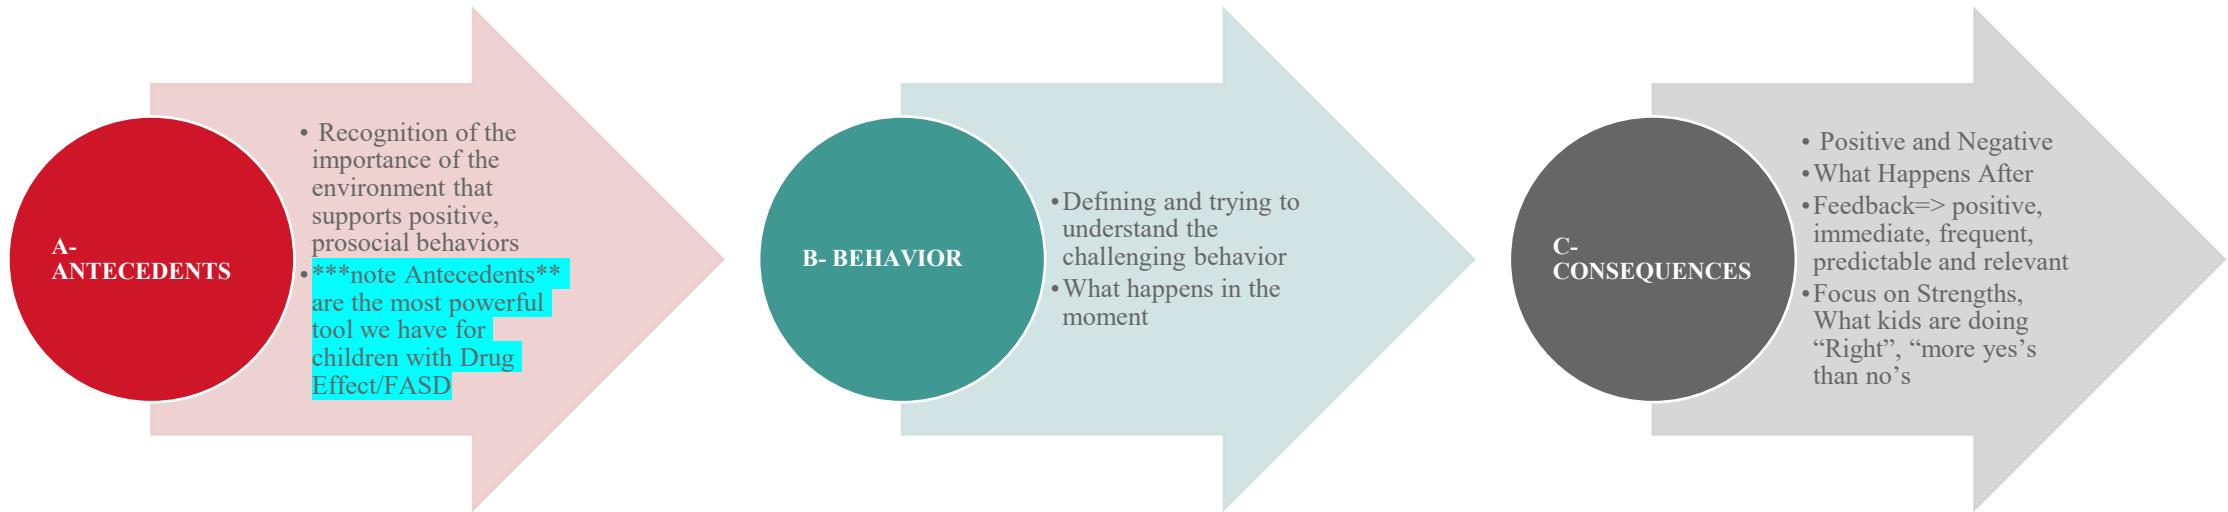 A-
ANTECEDENTS
• Recognition of the
importance of the
environment that
supports positive,
prosocial behaviors
• ***note Antecedents**
are the most powerful
tool we have for
children with Drug
Effect/FASD
B- BEHAVIOR
•Defining and trying to
understand the
challenging behavior
•What happens in the
moment
C-
CONSEQUENCES
• Positive and Negative
•What Happens After
•Feedback=> positive,
immediate, frequent,
predictable and relevant
•Focus on Strengths,
What kids are doing
“Right”, “more yes’s
than no’s